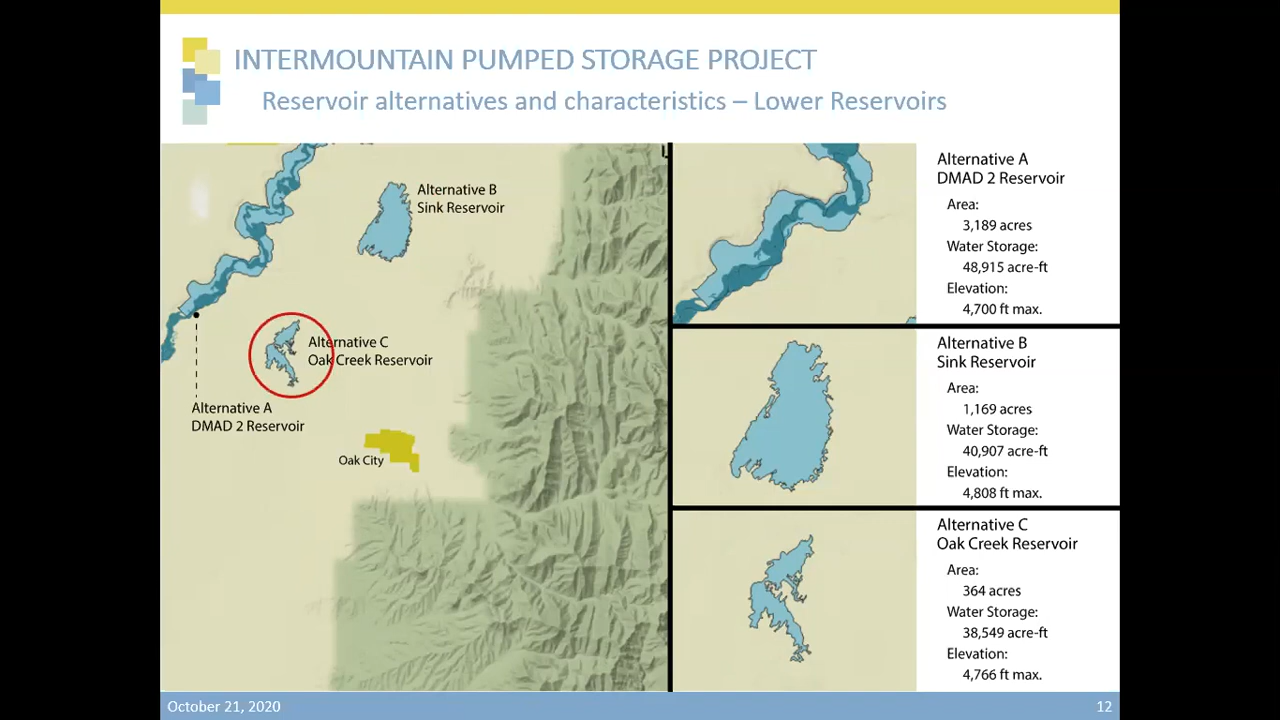 INTERMOUNTAIN PUMPED STORAGE PROJECT
Reservoir alternatives and characteristics – Lower Reservoirs
Alternative B
Sink Reservoir
Alternative C
Oak Creek Reservoir
Alternative A
DMAD 2 Reservoir
Oak City
Alternative A
DMAD 2 Reservoir
Area:
3,189 acres
Water Storage:
48,915 acre-ft
Elevation:
4,700 ft max.
Alternative B
Sink Reservoir
Area:
1,169 acres
Water Storage:
40,907 acre-ft
Elevation:
4,808 ft max.
Alternative C
Oak Creek Reservoir
Area:
364 acres
Water Storage:
38,549 acre-ft
Elevation:
4,766 ft max.
October 21, 2020
12